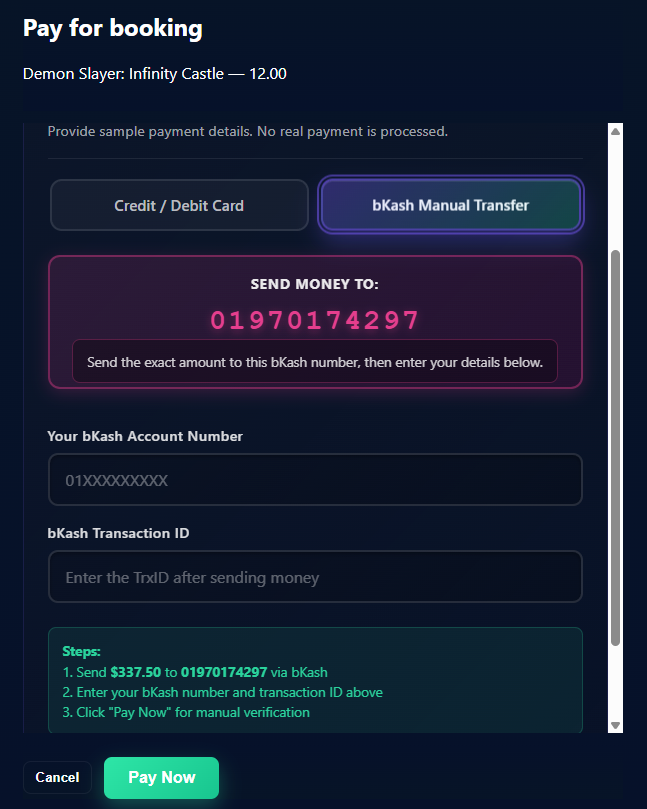 Pay for booking
Demon Slayer: Infinity Castle — 12.00
Provide sample payment details. No real payment is processed.
Credit / Debit Card
bKash Manual Transfer
SEND MONEY TO:
01970174297
Send the exact amount to this bKash number, then enter your details below.
Your bKash Account Number
01XXXXXXXXX
bKash Transaction ID
Enter the TrxID after sending money
Steps:
1. Send $337.50 to 01970174297 via bKash
2. Enter your bKash number and transaction ID above
3. Click "Pay Now" for manual verification
Cancel
Pay Now